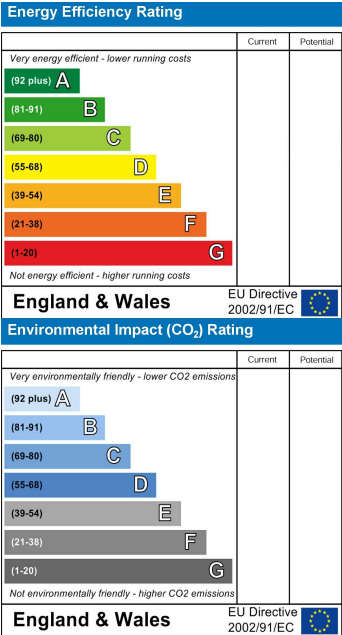 Energy Efficiency Rating
Current Potential
Very energy efficient - lower running costs
(92 plus) A
(81-91) B
(69-80) C
(55-68) D
(39-54) E
(21-38) F
(1-20) G
Not energy efficient - higher running costs
England & Wales
EU Directive
2002/91/EC
Environmental Impact (CO₂) Rating
Current Potential
Very environmentally friendly - lower CO2 emissions
(92 plus) A
(81-91) B
(69-80) C
(55-68) D
(39-54) E
(21-38) F
(1-20) G
Not environmentally friendly - higher CO2 emissions
England & Wales
EU Directive
2002/91/EC